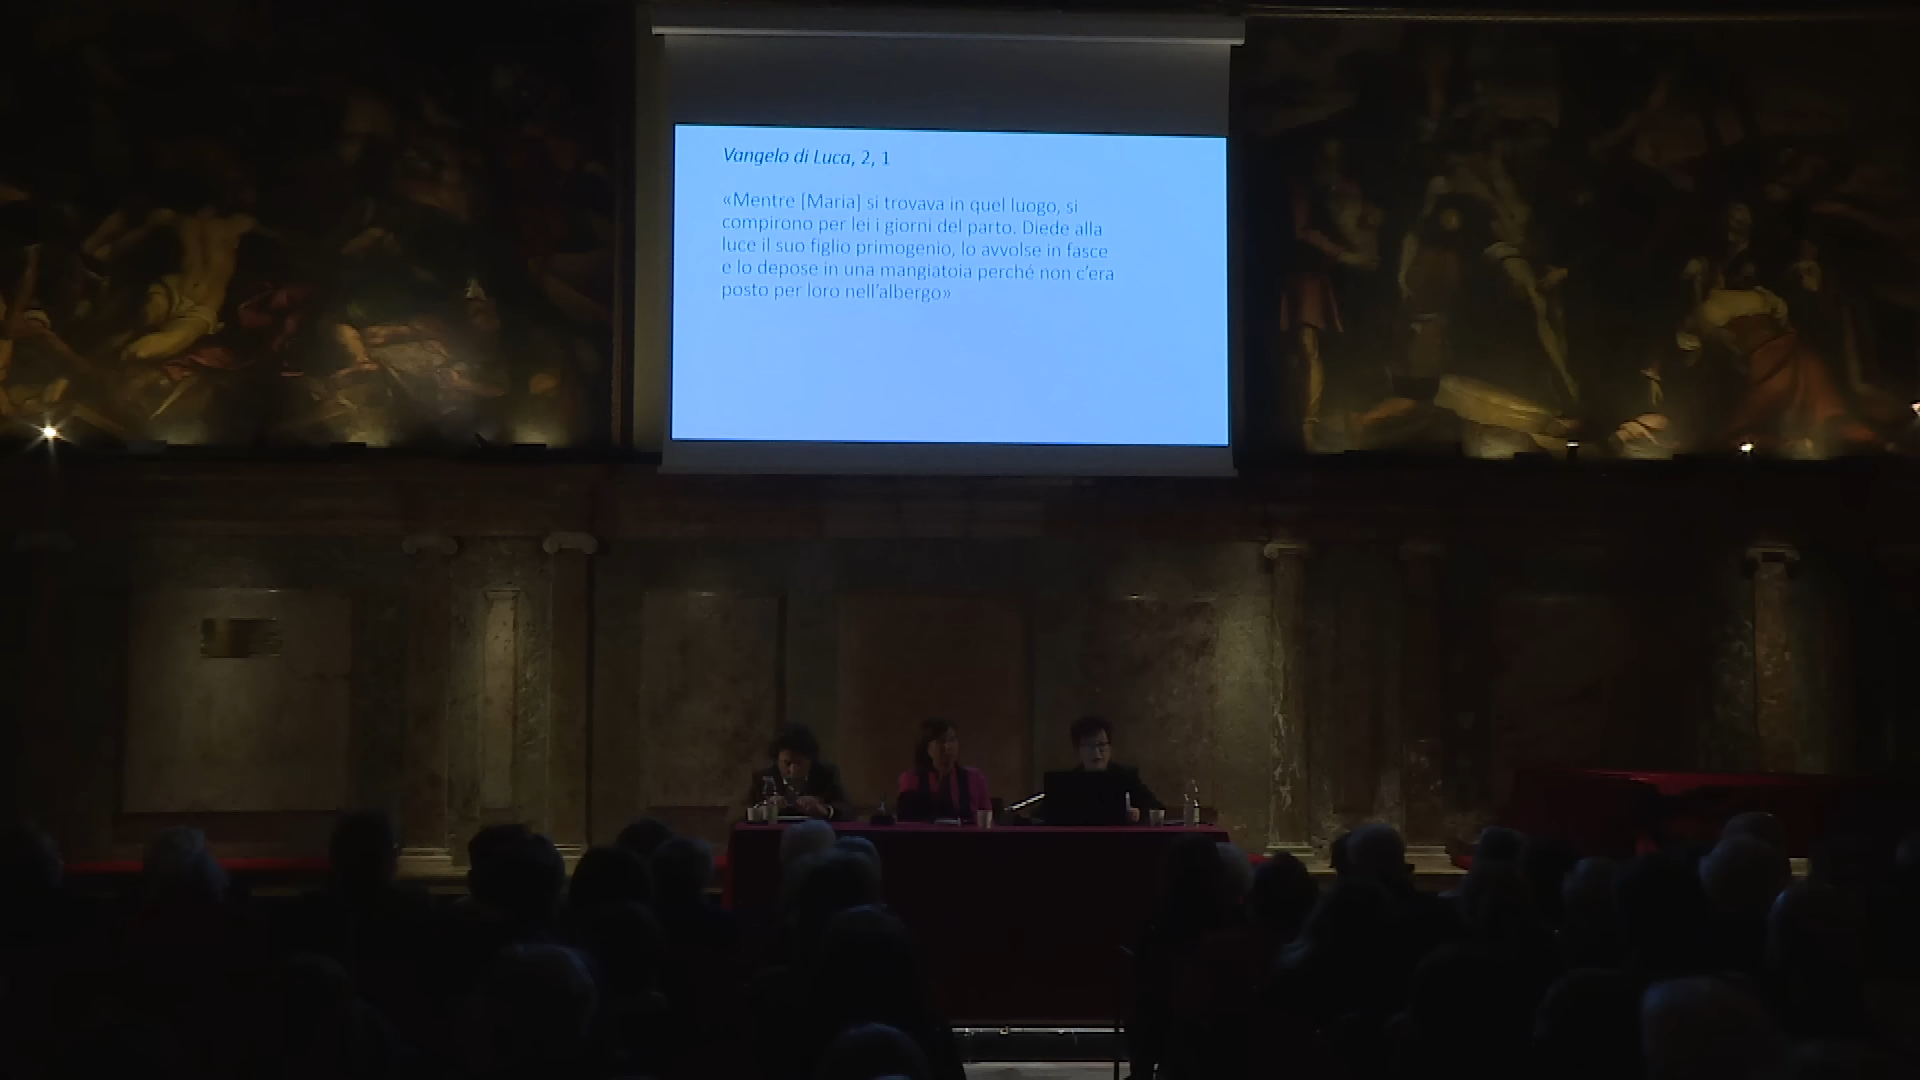 Vangelo di Luca, 2, 1
«Mentre [Maria] si trovava in quel luogo, si
compirono per lei i giorni del parto. Diede alla
luce il suo figlio primogenio, lo avvolse in fasce
e lo depose in una mangiatoia perché non c'era
posto per loro nell'albergo»